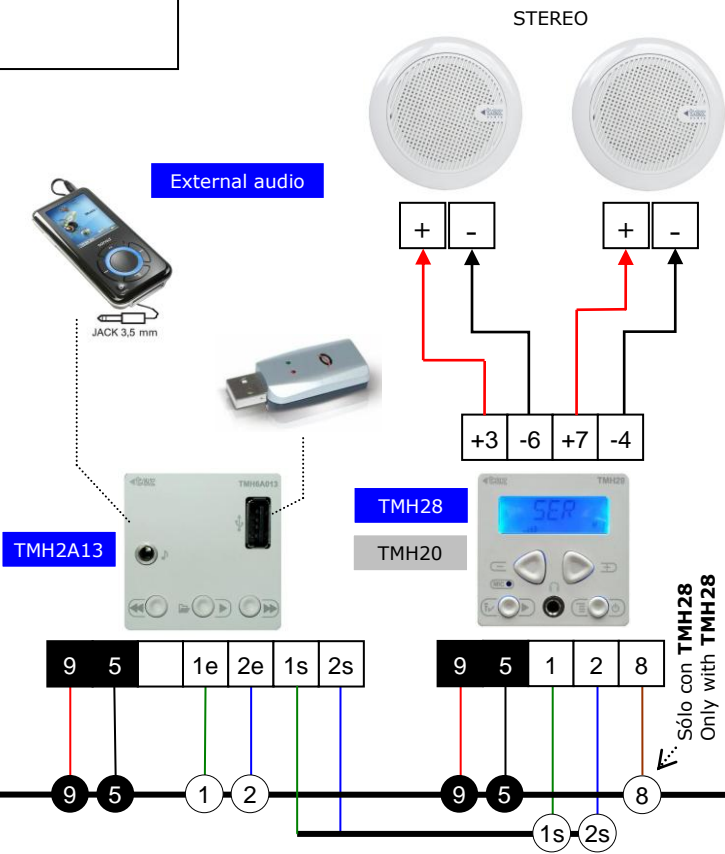 STEREO
External audio
+ - + -
JACK 3,5 mm
+3 -6 +7 -4
TMH6A013
SER
TMH28
TMH20
TMH2A13
MIC
9 5 1e 2e 1s 2s
9 5 1 2 8
Sólo con TMH28
Only with TMH28
9 5 1 2 9 5 8
1s 2s